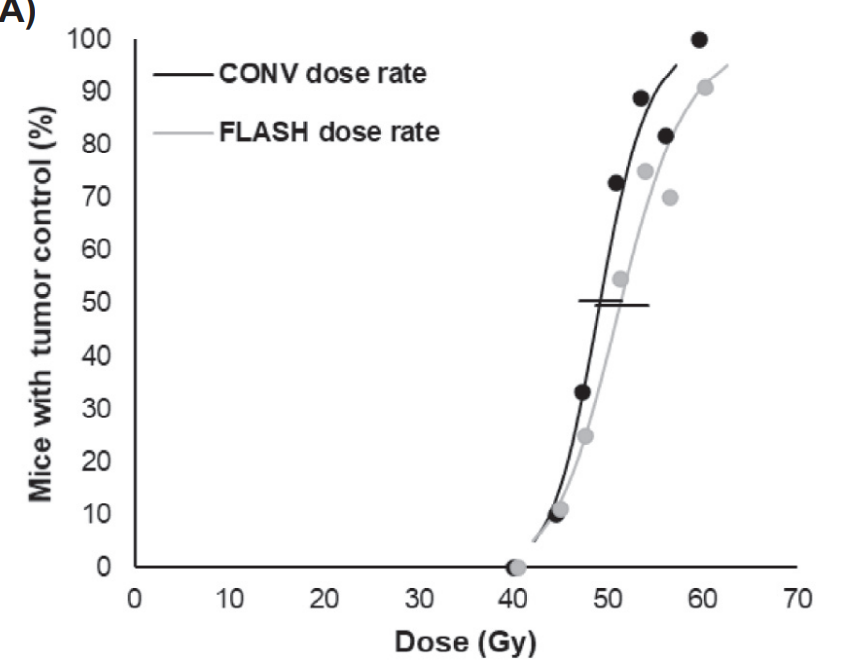 A)
100
90
80
70
60
50
40
30
20
10
0
CONV dose rate
FLASH dose rate
Mice with tumor control (%)
0 10 20 30 40 50 60 70
Dose (Gy)